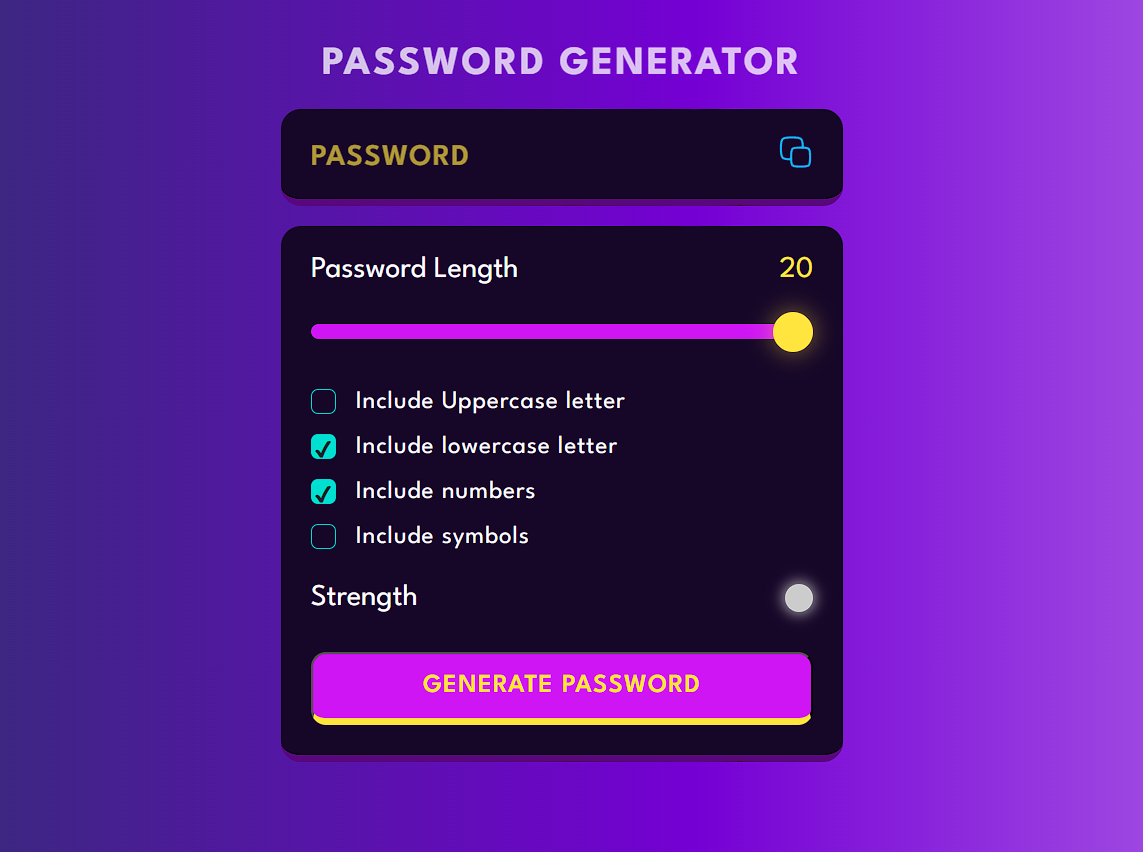 PASSWORD GENERATOR
PASSWORD
Password Length 20
Include Uppercase letter
Include lowercase letter
Include numbers
Include symbols
Strength
GENERATE PASSWORD